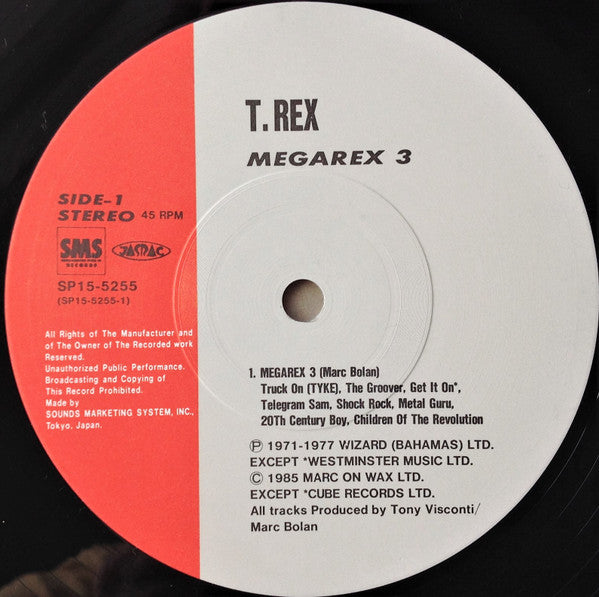 T.REX
MEGAREX 3
SIDE-1
STEREO 45 RPM
SMS
RECORDS
JASRAC
SP15-5255
(SP15-5255-1)
All Rights of The Manufacturer and
of The Owner of The Recorded work
Reserved.
Unauthorized Public Performance.
Broadcasting and Copying of
This Record Prohibited.
Made by
SOUNDS MARKETING SYSTEM, INC.,
Tokyo, Japan.
1. MEGAREX 3 (Marc Bolan)
Truck On (TYKE), The Groover, Get It On*,
Telegram Sam, Shock Rock, Metal Guru,
20Th Century Boy, Children Of The Revolution
Ⓟ 1971-1977 WIZARD (BAHAMAS) LTD.
EXCEPT *WESTMINSTER MUSIC LTD.
© 1985 MARC ON WAX LTD.
EXCEPT *CUBE RECORDS LTD.
All tracks Produced by Tony Visconti/
Marc Bolan